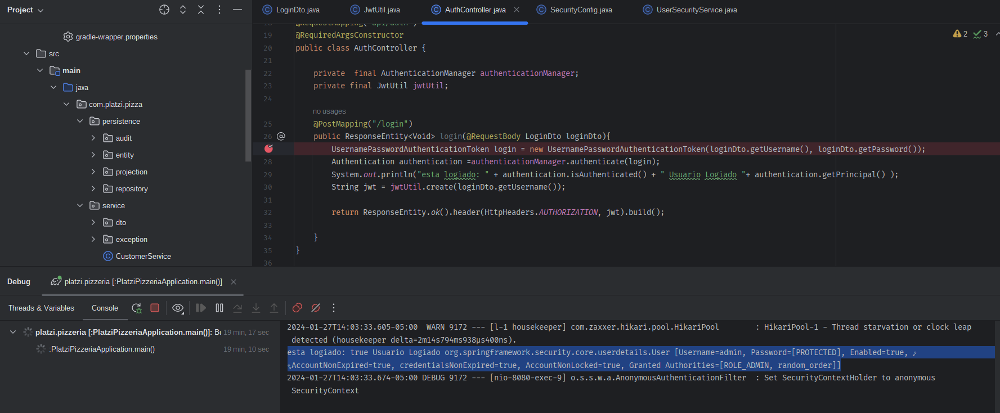 Project
LoginDto.java
JwtUtil.java
AuthController.java
SecurityConfig.java
UserSecurityService.java
gradle-wrapper.properties
src
main
java
com.platzi.pizza
persistence
audit
entity
projection
repository
service
dto
exception
CustomerService
18 @RequestMapping("api/auth")
19 @RequiredArgsConstructor
20 public class AuthController {
21
22 private  final AuthenticationManager authenticationManager;
23 private final JwtUtil jwtUtil;
24
no usages
25 @PostMapping("/login")
26 public ResponseEntity<Void> login(@RequestBody LoginDto loginDto){
UsernamePasswordAuthenticationToken login = new UsernamePasswordAuthenticationToken(loginDto.getUsername(), loginDto.getPassword());
28 Authentication authentication =authenticationManager.authenticate(login);
29 System.out.println("esta logiado: " + authentication.isAuthenticated() + " Usuario Logiado "+ authentication.getPrincipal() );
30 String jwt = jwtUtil.create(loginDto.getUsername());
31
32 return ResponseEntity.ok().header(HttpHeaders.AUTHORIZATION, jwt).build();
33
34 }
35 }
36
2 3
Debug
platzi.pizzeria [:PlatziPizzeriaApplication.main()]
Threads & Variables
Console
platzi.pizzeria [:PlatziPizzeriaApplication.main()]: Bu 19 min, 17 sec
:PlatziPizzeriaApplication.main() 19 min, 10 sec
2024-01-27T14:03:33.605-05:00  WARN 9172 --- [l-1 housekeeper] com.zaxxer.hikari.pool.HikariPool        : HikariPool-1 - Thread starvation or clock leap
detected (housekeeper delta=2m14s794ms938µs400ns).
esta logiado: true Usuario Logiado org.springframework.security.core.userdetails.User [Username=admin, Password=[PROTECTED], Enabled=true,
AccountNonExpired=true, credentialsNonExpired=true, AccountNonLocked=true, Granted Authorities=[ROLE_ADMIN, random_order]]
2024-01-27T14:03:33.674-05:00 DEBUG 9172 --- [nio-8080-exec-9] o.s.s.w.a.AnonymousAuthenticationFilter  : Set SecurityContextHolder to anonymous
SecurityContext